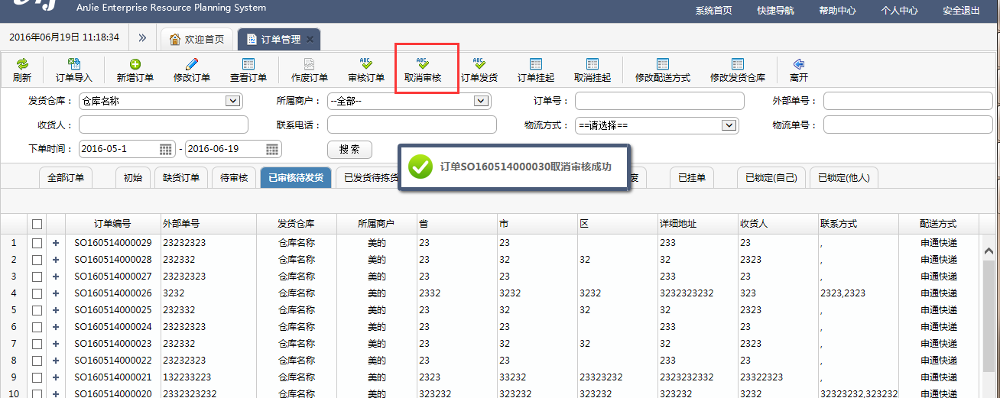 AnJie Enterprise Resource Planning System
系统首页 快捷导航 帮助中心 个人中心 安全退出
2016年06月19日 11:18:34 » 欢迎首页 订单管理 ×
刷新 订单导入 新增订单 修改订单 查看订单 作废订单 审核订单 取消审核 订单发货 订单挂起 取消挂起 修改配送方式 修改发货仓库 离开
发货仓库： 仓库名称 所属商户： --全部-- 订单号： 外部单号：
收货人： 联系电话： 物流方式： ==请选择== 物流单号：
下单时间： 2016-05-1 - 2016-06-19 搜 索
订单SO160514000030取消审核成功
全部订单 初始 缺货订单 待审核 已审核待发货 已发货待拣货 废 已挂单 已锁定(自己) 已锁定(他人)
订单编号 外部单号 发货仓库 所属商户 省 市 区 详细地址 收货人 联系方式 配送方式
1 + SO160514000029 23232323 仓库名称 美的 23 23 233 23 , 申通快递
2 + SO160514000028 232332 仓库名称 美的 23 32 32 32 2323 , 申通快递
3 + SO160514000027 23232323 仓库名称 美的 23 23 233 23 , 申通快递
4 + SO160514000026 3232 仓库名称 美的 2332 3232 3232 3232323232 323 2323,2323 申通快递
5 + SO160514000025 232332 仓库名称 美的 23 32 32 32 2323 , 申通快递
6 + SO160514000024 23232323 仓库名称 美的 23 23 233 23 , 申通快递
7 + SO160514000023 232332 仓库名称 美的 23 32 32 32 2323 , 申通快递
8 + SO160514000022 23232323 仓库名称 美的 23 23 233 23 , 申通快递
9 + SO160514000021 132233223 仓库名称 美的 2323 33232 23323232 2323232332 23322323 , 申通快递
10 + SO160514000020 2332323232 仓库名称 美的 323232 323232 323232 323232 3232 32323232,323232 申通快递